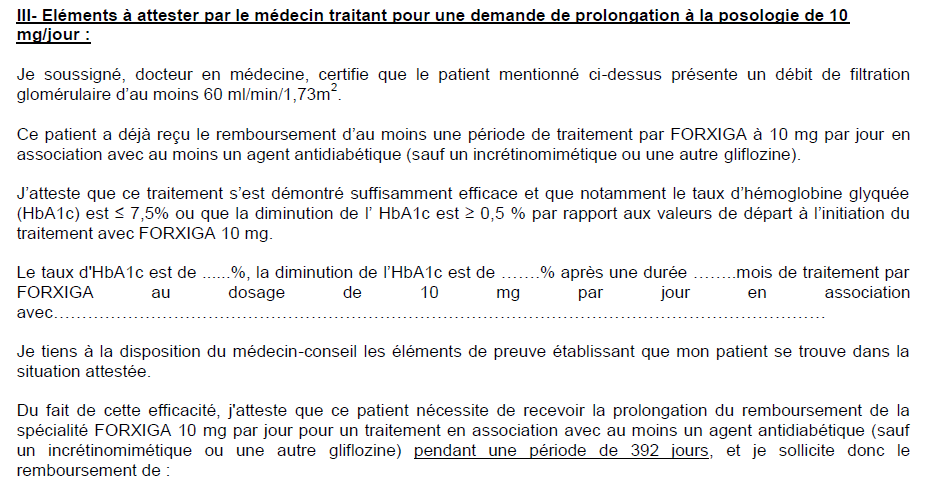 III- Eléments à attester par le médecin traitant pour une demande de prolongation à la posologie de 10
mg/jour :
Je soussigné, docteur en médecine, certifie que le patient mentionné ci-dessus présente un débit de filtration
glomérulaire d’au moins 60 ml/min/1,73m².
Ce patient a déjà reçu le remboursement d’au moins une période de traitement par FORXIGA à 10 mg par jour en
association avec au moins un agent antidiabétique (sauf un incrétinomimétique ou une autre gliflozine).
J’atteste que ce traitement s’est démontré suffisamment efficace et que notamment le taux d’hémoglobine glyquée
(HbA1c) est ≤ 7,5% ou que la diminution de l’ HbA1c est ≥ 0,5 % par rapport aux valeurs de départ à l’initiation du
traitement avec FORXIGA 10 mg.
Le taux d'HbA1c est de ......%, la diminution de l’HbA1c est de …….% après une durée ……..mois de traitement par
FORXIGA au dosage de 10 mg par jour en association
avec…………………………………………………………………………………………………………………………
Je tiens à la disposition du médecin-conseil les éléments de preuve établissant que mon patient se trouve dans la
situation attestée.
Du fait de cette efficacité, j'atteste que ce patient nécessite de recevoir la prolongation du remboursement de la
spécialité FORXIGA 10 mg par jour pour un traitement en association avec au moins un agent antidiabétique (sauf
un incrétinomimétique ou une autre gliflozine) pendant une période de 392 jours, et je sollicite donc le
remboursement de :